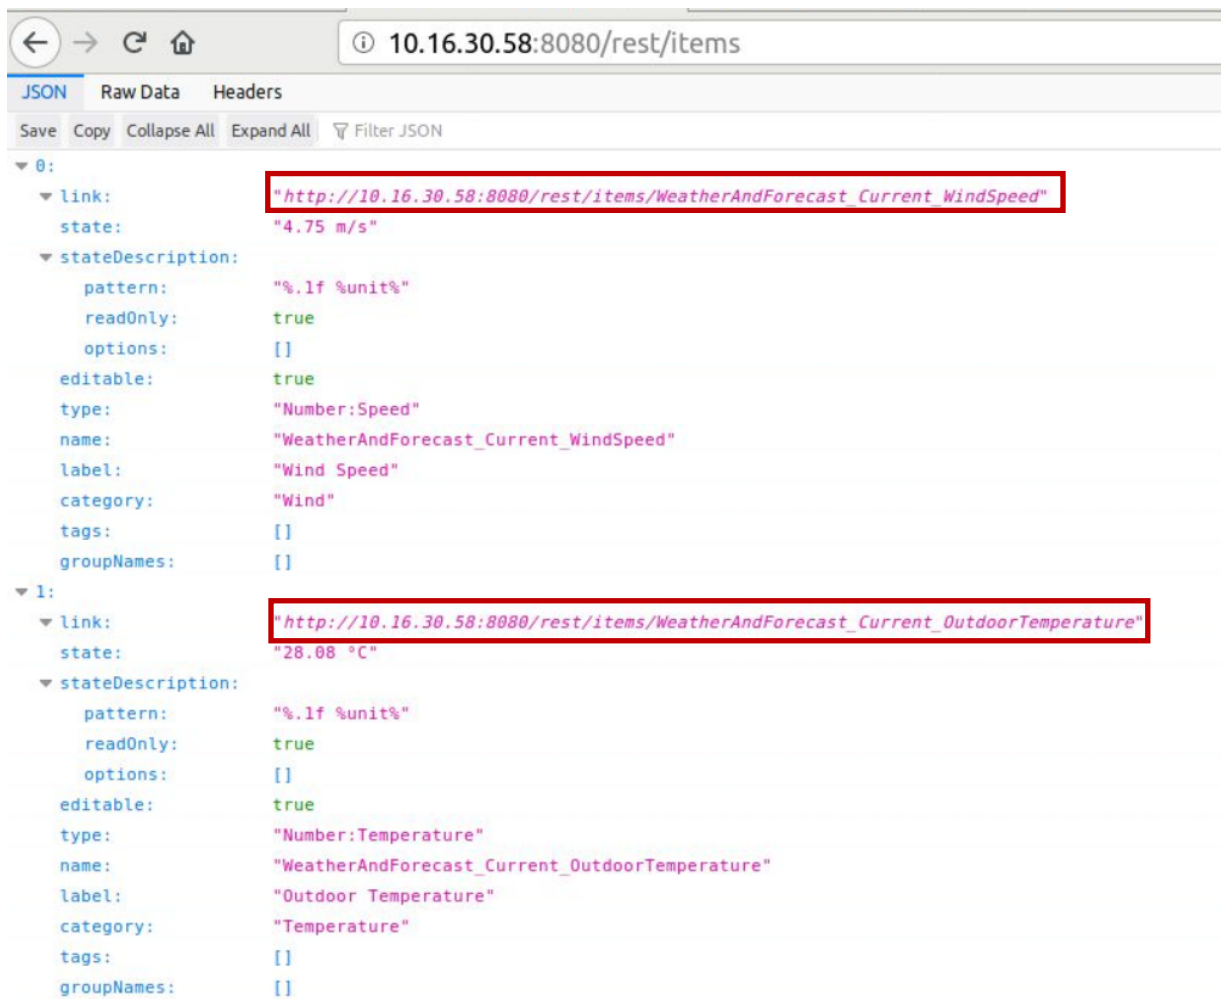 10.16.30.58:8080/rest/items
JSON Raw Data Headers
Save Copy Collapse All Expand All Filter JSON
0:
link: "http://10.16.30.58:8080/rest/items/WeatherAndForecast_Current_WindSpeed"
state: "4.75 m/s"
stateDescription:
pattern: "%.1f %unit%"
readOnly: true
options: []
editable: true
type: "Number:Speed"
name: "WeatherAndForecast_Current_WindSpeed"
label: "Wind Speed"
category: "Wind"
tags: []
groupNames: []
1:
link: "http://10.16.30.58:8080/rest/items/WeatherAndForecast_Current_OutdoorTemperature"
state: "28.08 °C"
stateDescription:
pattern: "%.1f %unit%"
readOnly: true
options: []
editable: true
type: "Number:Temperature"
name: "WeatherAndForecast_Current_OutdoorTemperature"
label: "Outdoor Temperature"
category: "Temperature"
tags: []
groupNames: []